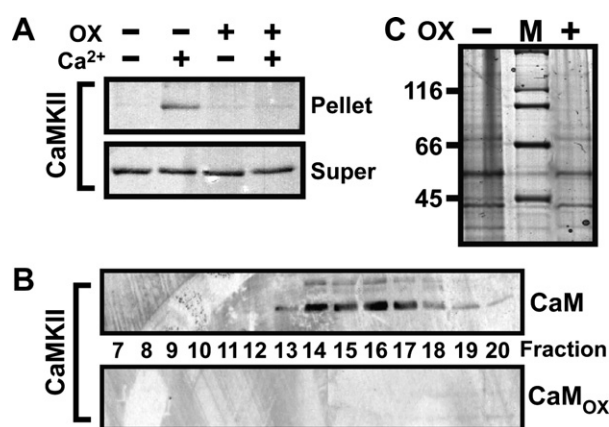 A OX − − + +
Ca²⁺ − + − +
CaMKII
Pellet
Super
C OX − M +
116
66
45
B
CaMKII
CaM
7 8 9 10 11 12 13 14 15 16 17 18 19 20 Fraction
CaM_OX